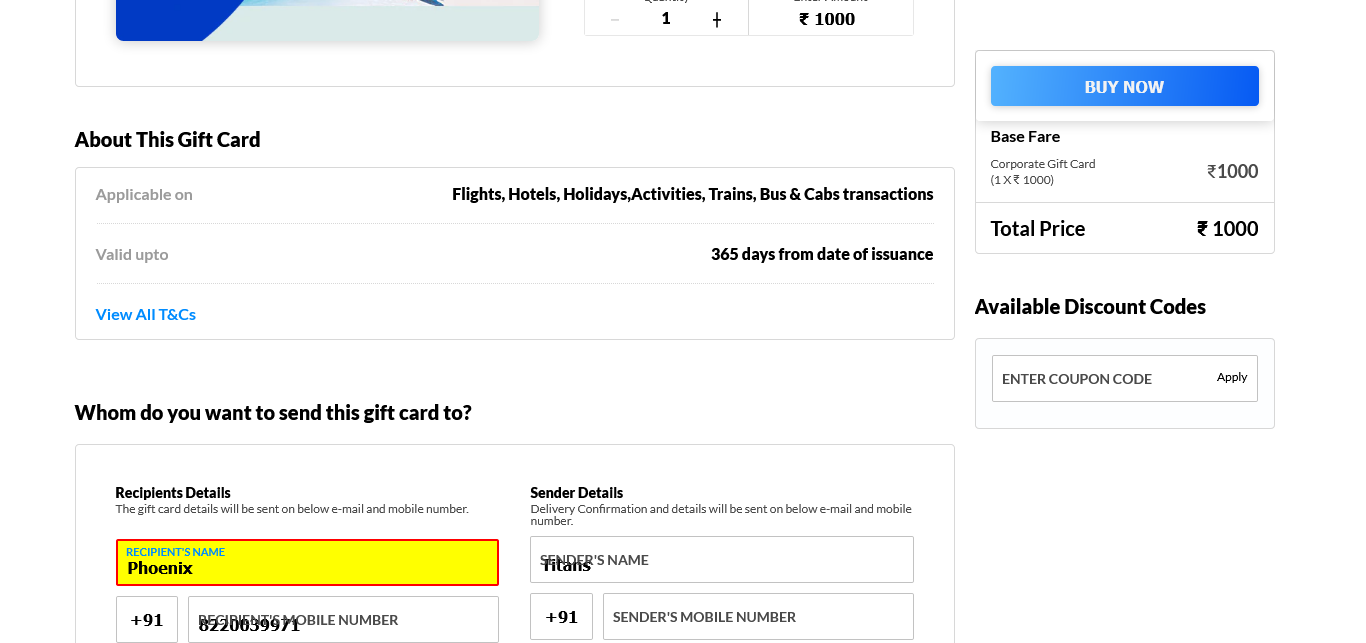 − 1 + ₹ 1000
BUY NOW
Base Fare
Corporate Gift Card
(1 X ₹ 1000)
₹1000
Total Price ₹ 1000
About This Gift Card
Applicable on Flights, Hotels, Holidays,Activities, Trains, Bus & Cabs transactions
Valid upto 365 days from date of issuance
View All T&Cs
Available Discount Codes
ENTER COUPON CODE Apply
Whom do you want to send this gift card to?
Recipients Details
The gift card details will be sent on below e-mail and mobile number.
RECIPIENT'S NAME
Phoenix
+91 RECIPIENT'S MOBILE NUMBER
8220039971
Sender Details
Delivery Confirmation and details will be sent on below e-mail and mobile
number.
SENDER'S NAME
Titans
+91 SENDER'S MOBILE NUMBER